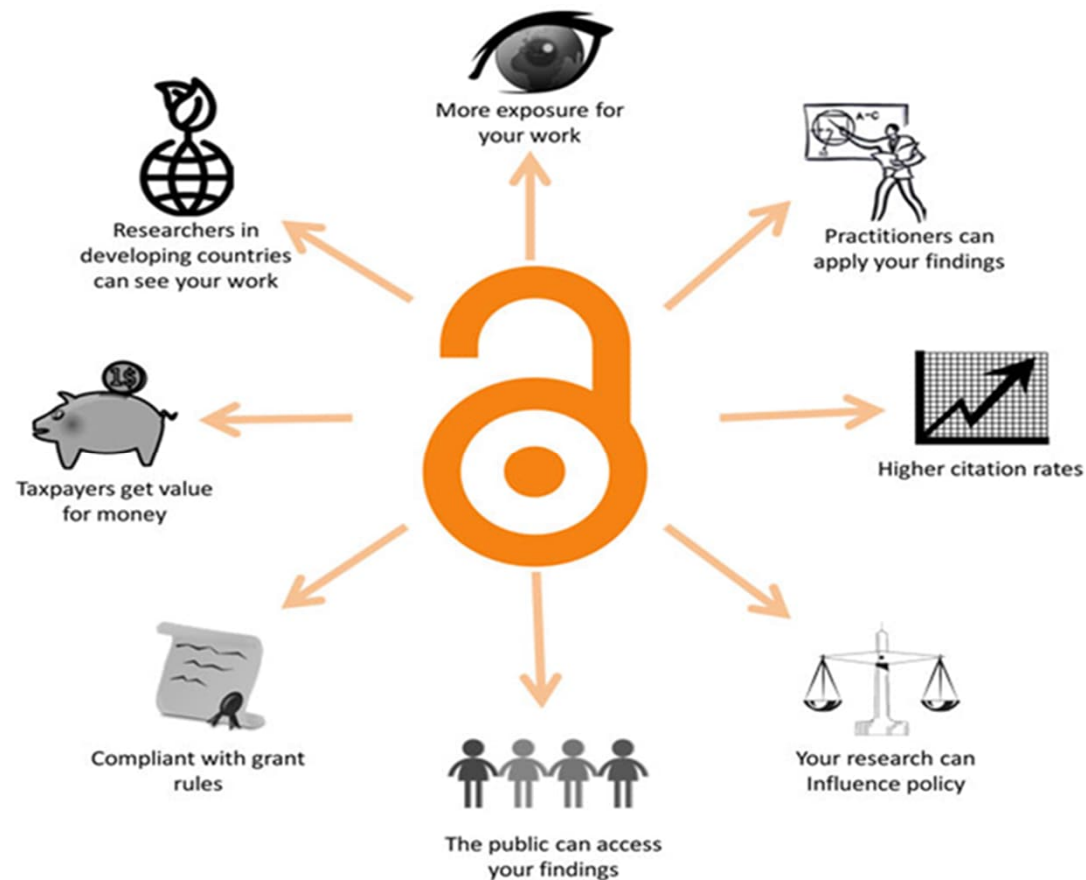 More exposure for
your work
A-C
Practitioners can
apply your findings
Higher citation rates
Your research can
Influence policy
The public can access
your findings
Compliant with grant
rules
Taxpayers get value
for money
1$
Researchers in
developing countries
can see your work